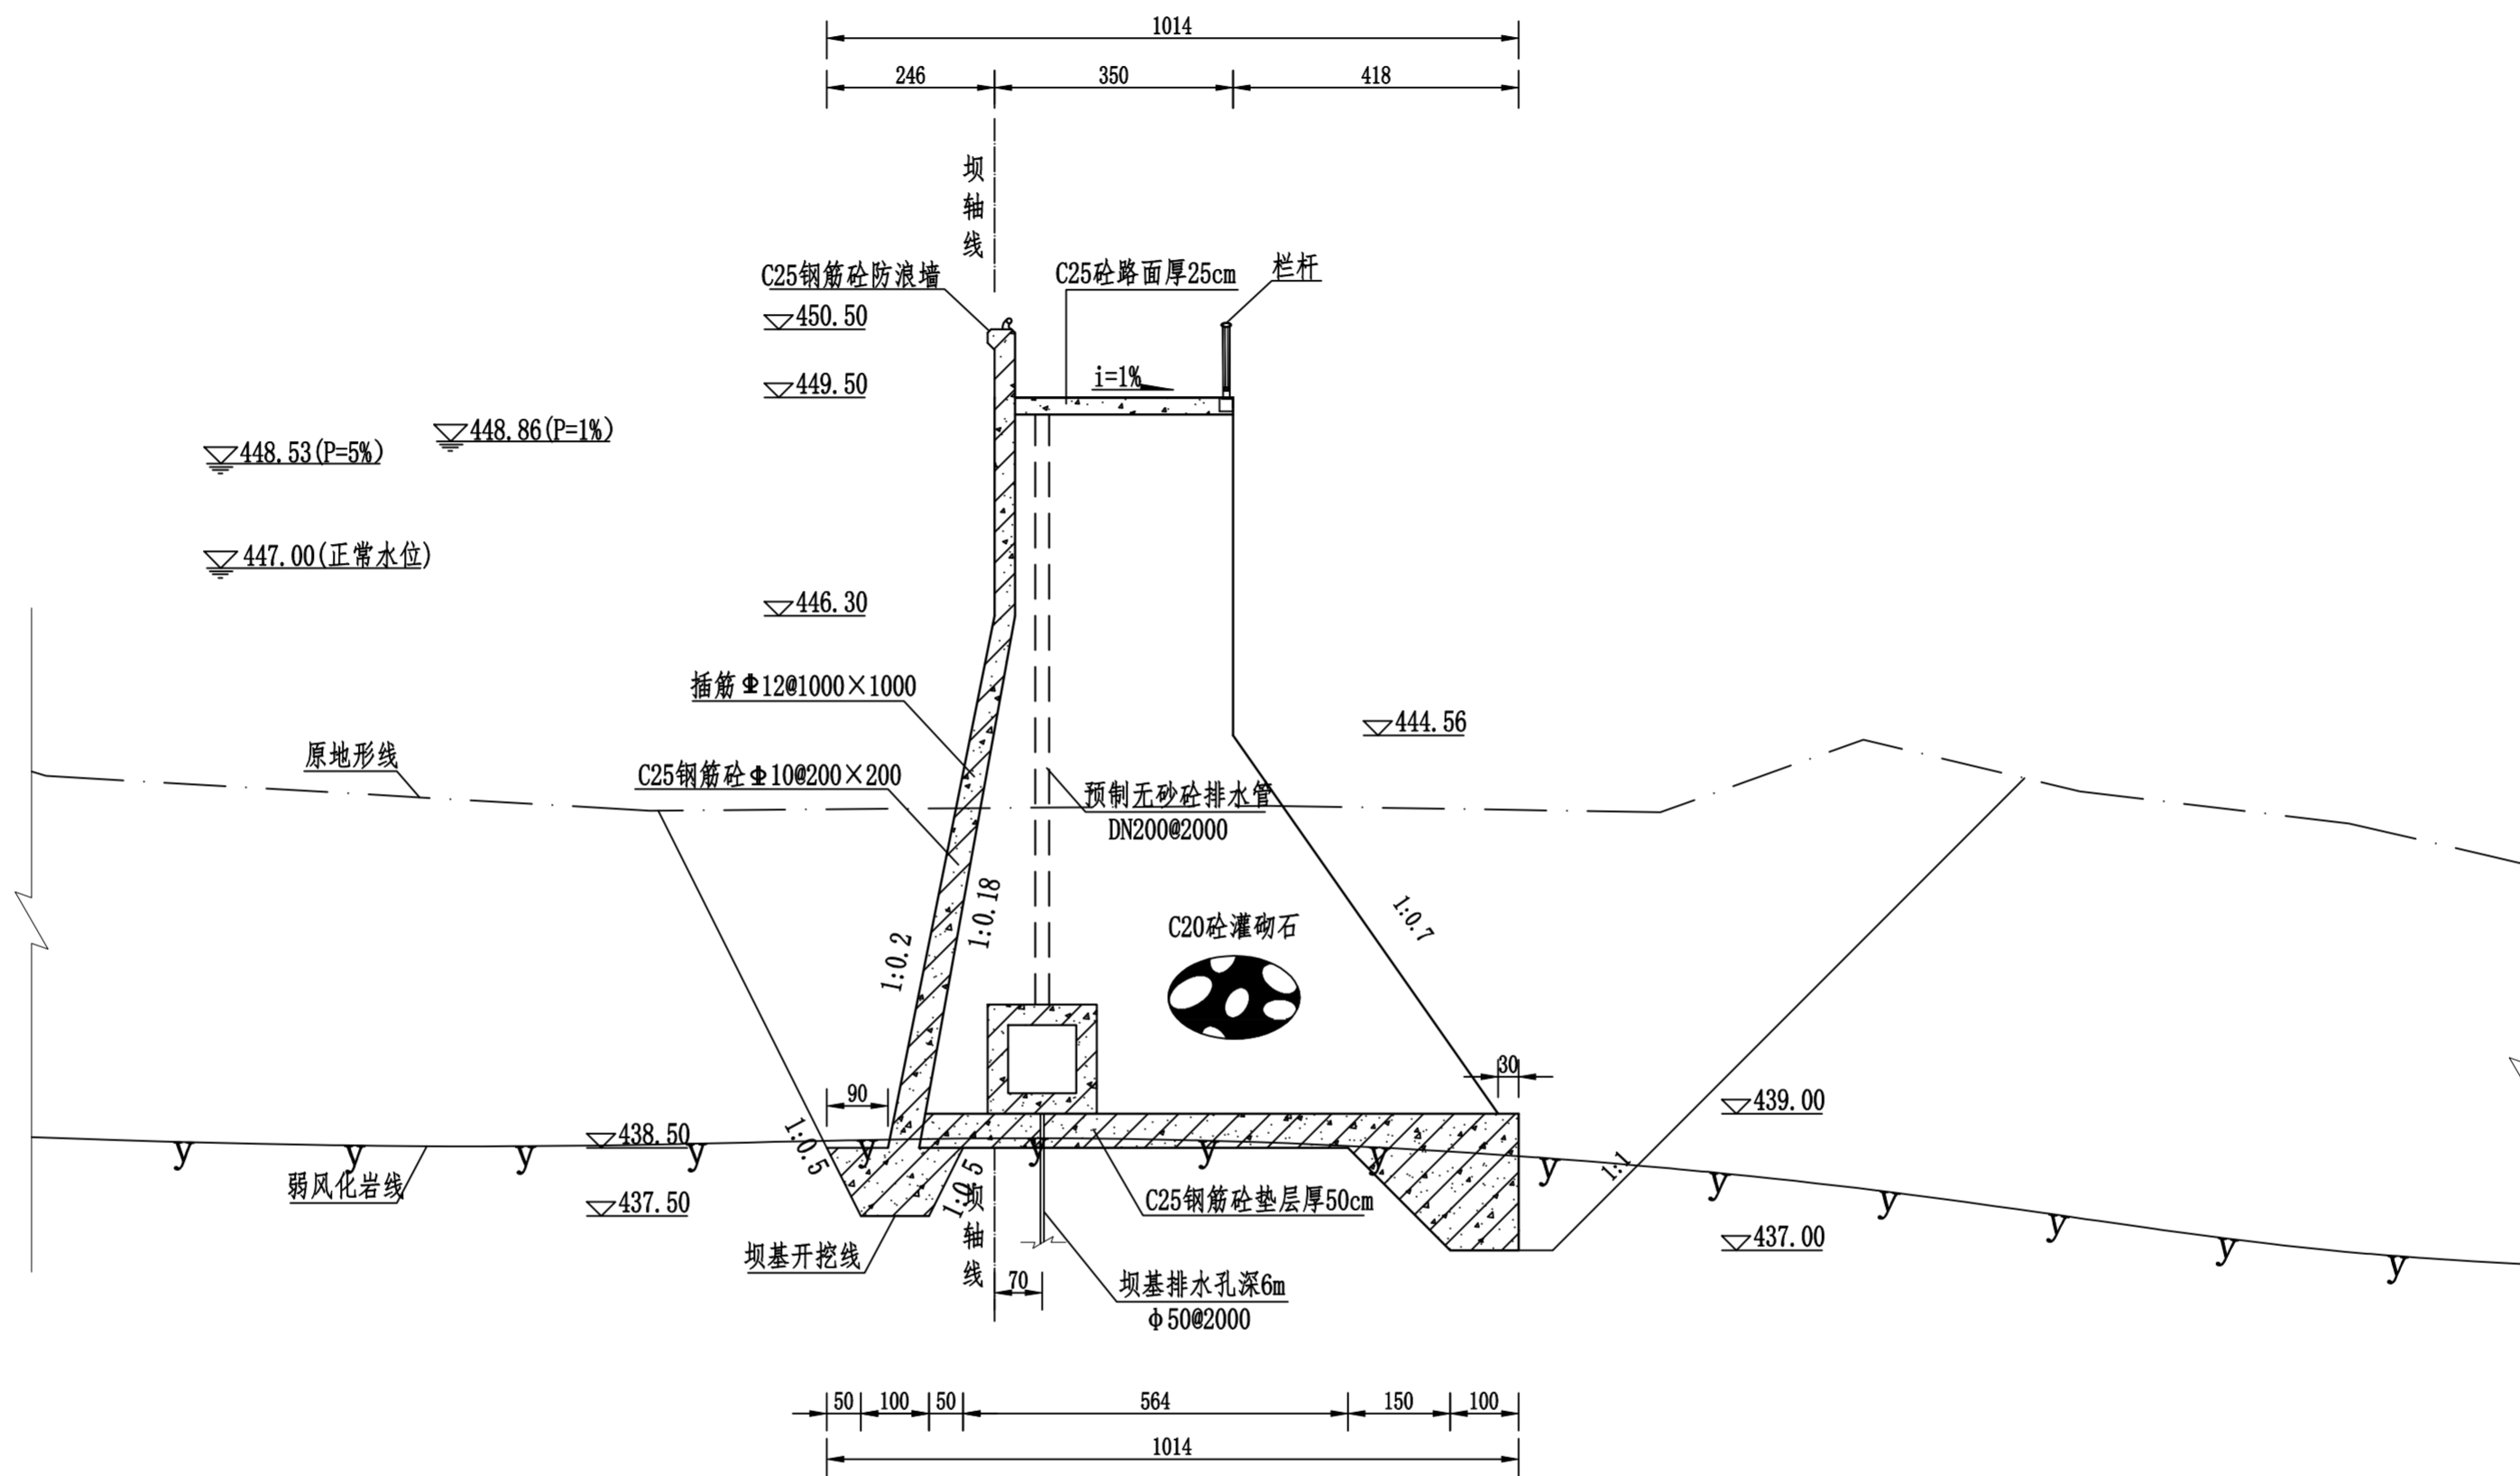 1014
246
350
418
坝轴线
C25钢筋砼防浪墙
C25砼路面厚25cm
栏杆
450.50
i=1%
449.50
448.86(P=1%)
448.53(P=5%)
447.00(正常水位)
446.30
插筋Φ12@1000×1000
444.56
原地形线
C25钢筋砼Φ10@200×200
预制无砂砼排水管
DN200@2000
1:0.18
1:0.2
C20砼灌砌石
1:0.7
30
90
439.00
438.50
1:0.5
y
y
y
y
y
y
y
y
y
y
y
y
y
y
1:1
弱风化岩线
437.50
1:0.5
C25钢筋砼垫层厚50cm
坝轴线
437.00
坝基开挖线
70
坝基排水孔深6m
ф50@2000
50
100
50
564
150
100
1014